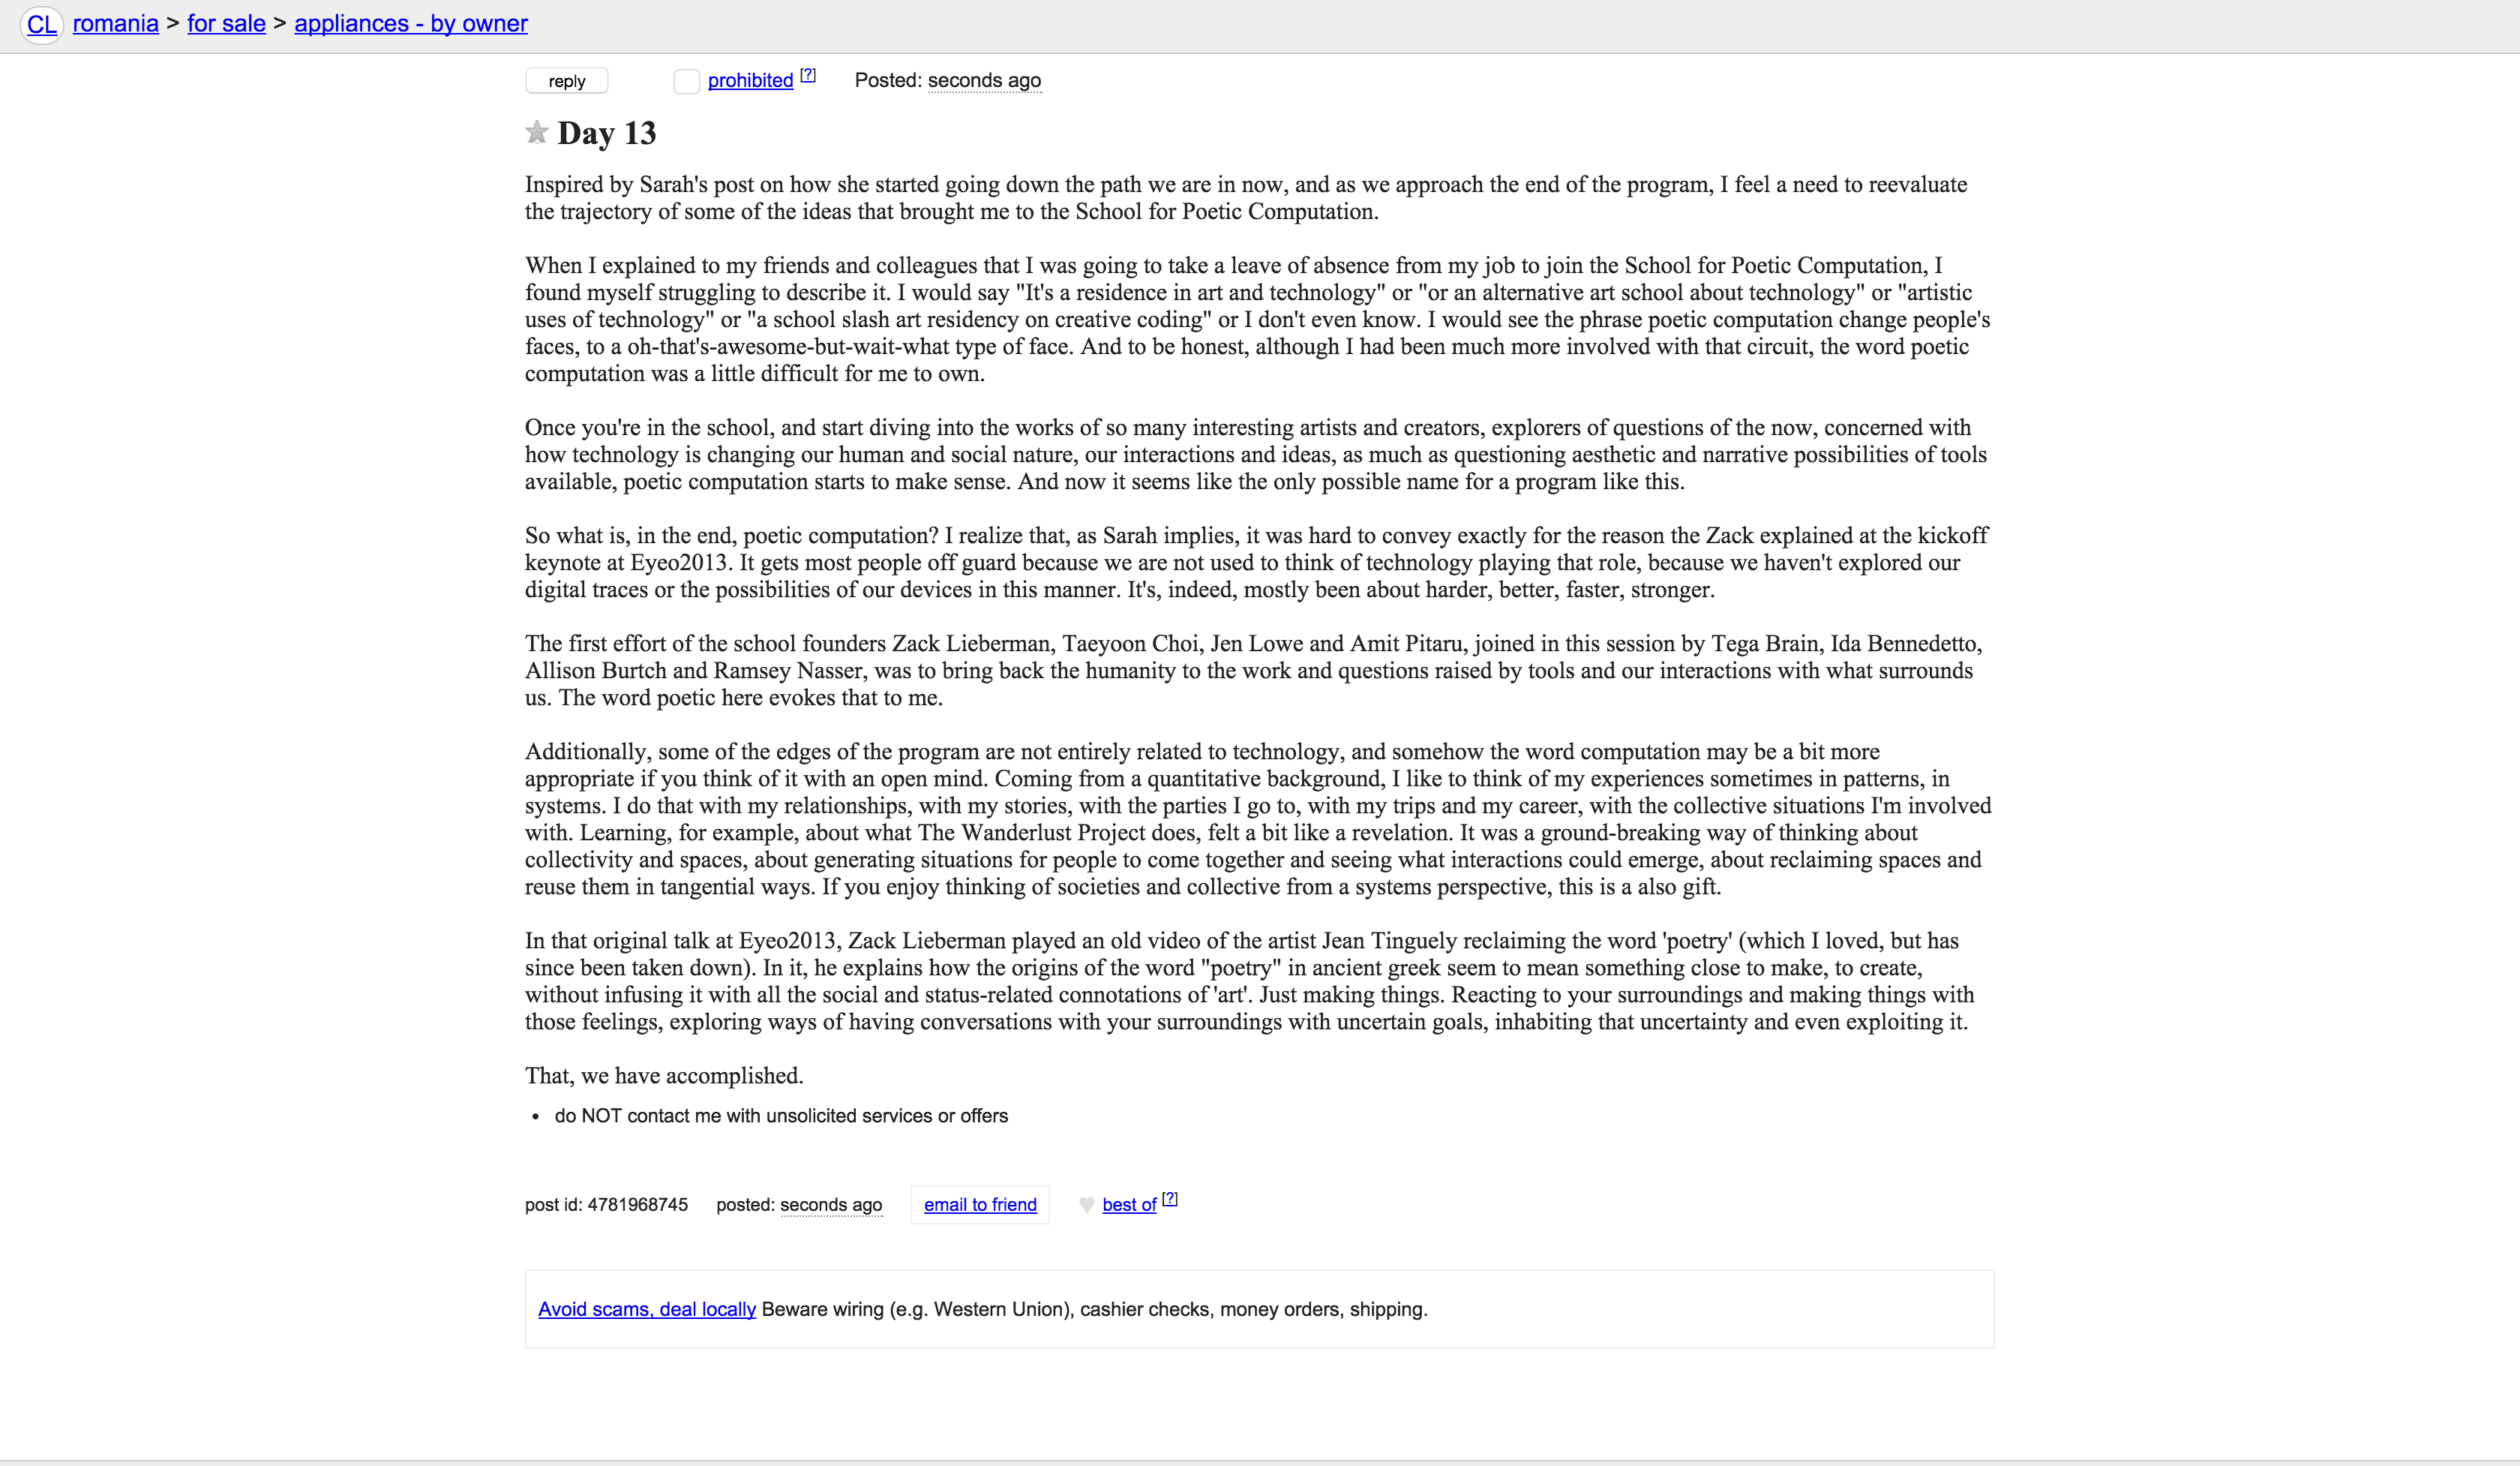 CL romania > for sale > appliances - by owner
reply prohibited [?] Posted: seconds ago
Day 13
Inspired by Sarah's post on how she started going down the path we are in now, and as we approach the end of the program, I feel a need to reevaluate
the trajectory of some of the ideas that brought me to the School for Poetic Computation.
When I explained to my friends and colleagues that I was going to take a leave of absence from my job to join the School for Poetic Computation, I
found myself struggling to describe it. I would say "It's a residence in art and technology" or "or an alternative art school about technology" or "artistic
uses of technology" or "a school slash art residency on creative coding" or I don't even know. I would see the phrase poetic computation change people's
faces, to a oh-that's-awesome-but-wait-what type of face. And to be honest, although I had been much more involved with that circuit, the word poetic
computation was a little difficult for me to own.
Once you're in the school, and start diving into the works of so many interesting artists and creators, explorers of questions of the now, concerned with
how technology is changing our human and social nature, our interactions and ideas, as much as questioning aesthetic and narrative possibilities of tools
available, poetic computation starts to make sense. And now it seems like the only possible name for a program like this.
So what is, in the end, poetic computation? I realize that, as Sarah implies, it was hard to convey exactly for the reason the Zack explained at the kickoff
keynote at Eyeo2013. It gets most people off guard because we are not used to think of technology playing that role, because we haven't explored our
digital traces or the possibilities of our devices in this manner. It's, indeed, mostly been about harder, better, faster, stronger.
The first effort of the school founders Zack Lieberman, Taeyoon Choi, Jen Lowe and Amit Pitaru, joined in this session by Tega Brain, Ida Bennedetto,
Allison Burtch and Ramsey Nasser, was to bring back the humanity to the work and questions raised by tools and our interactions with what surrounds
us. The word poetic here evokes that to me.
Additionally, some of the edges of the program are not entirely related to technology, and somehow the word computation may be a bit more
appropriate if you think of it with an open mind. Coming from a quantitative background, I like to think of my experiences sometimes in patterns, in
systems. I do that with my relationships, with my stories, with the parties I go to, with my trips and my career, with the collective situations I'm involved
with. Learning, for example, about what The Wanderlust Project does, felt a bit like a revelation. It was a ground-breaking way of thinking about
collectivity and spaces, about generating situations for people to come together and seeing what interactions could emerge, about reclaiming spaces and
reuse them in tangential ways. If you enjoy thinking of societies and collective from a systems perspective, this is a also gift.
In that original talk at Eyeo2013, Zack Lieberman played an old video of the artist Jean Tinguely reclaiming the word 'poetry' (which I loved, but has
since been taken down). In it, he explains how the origins of the word "poetry" in ancient greek seem to mean something close to make, to create,
without infusing it with all the social and status-related connotations of 'art'. Just making things. Reacting to your surroundings and making things with
those feelings, exploring ways of having conversations with your surroundings with uncertain goals, inhabiting that uncertainty and even exploiting it.
That, we have accomplished.
• do NOT contact me with unsolicited services or offers
post id: 4781968745 posted: seconds ago email to friend best of [?]
Avoid scams, deal locally Beware wiring (e.g. Western Union), cashier checks, money orders, shipping.